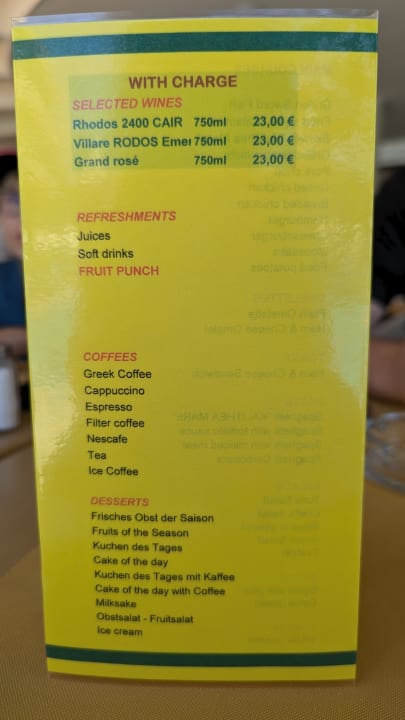 WITH CHARGE
SELECTED WINES
Rhodos 2400 CAIR 750ml 23,00 €
Villare RODOS Emer 750ml 23,00 €
Grand rosé 750ml 23,00 €
REFRESHMENTS
Juices
Soft drinks
FRUIT PUNCH
COFFEES
Greek Coffee
Cappuccino
Espresso
Filter coffee
Nescafe
Tea
Ice Coffee
DESSERTS
Frisches Obst der Saison
Fruits of the Season
Kuchen des Tages
Cake of the day
Kuchen des Tages mit Kaffee
Cake of the day with Coffee
Milksake
Obstsalat - Fruitsalat
Ice cream